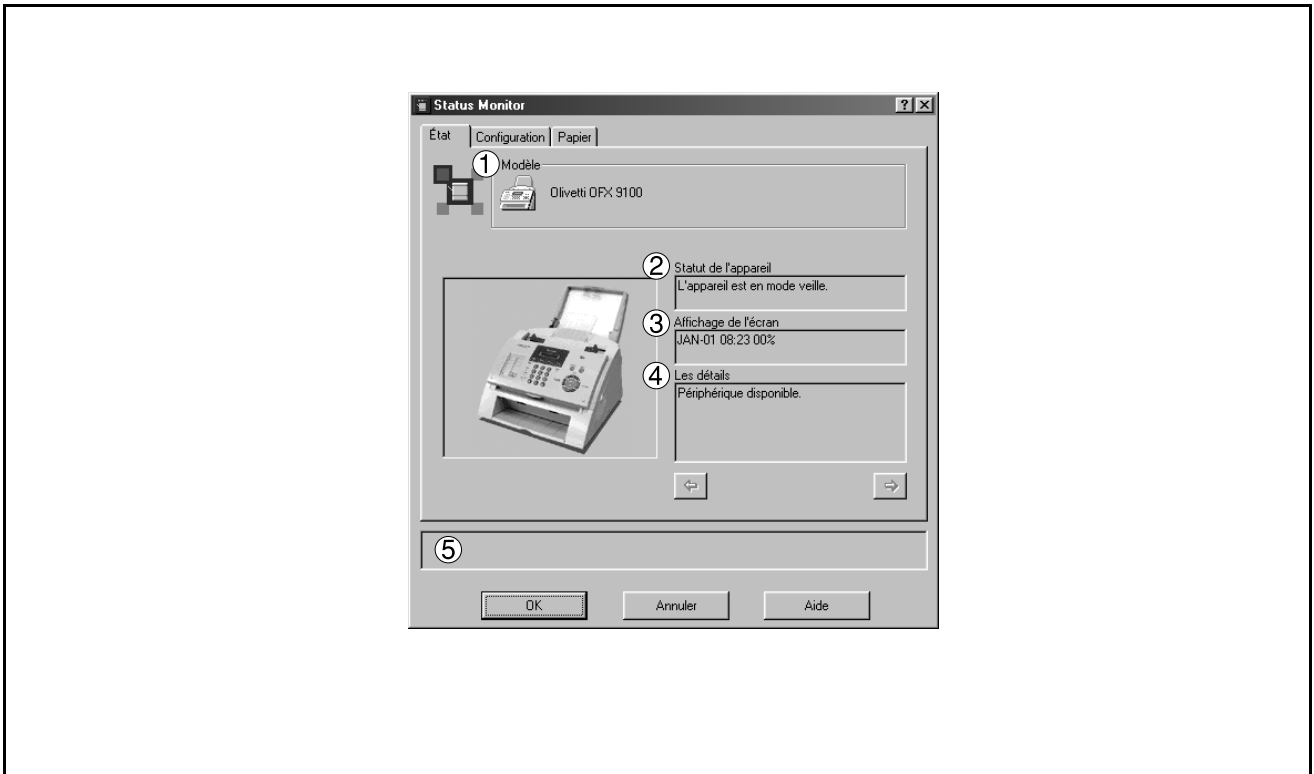 Status Monitor
État Configuration Papier
① Modèle
Olivetti OFX 9100
② Statut de l'appareil
L'appareil est en mode veille.
③ Affichage de l'écran
JAN-01 08:23 00%
④ Les détails
Périphérique disponible.
⑤
OK Annuler Aide